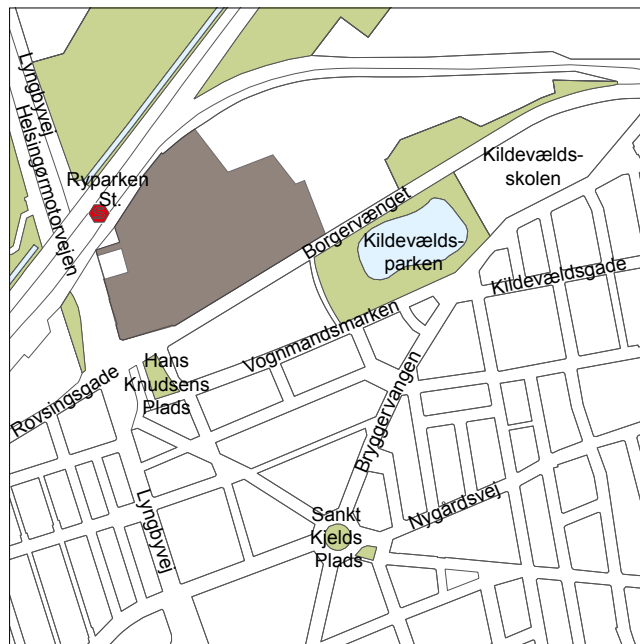 Lyngbyvej
Helsingørmotorvejen
Ryparken
St.
Kildevælds-
skolen
Borgervænget
Kildevælds-
parken
Kildevældsgade
Vognmandsmarken
Hans
Knudsens
Plads
Rovsingsgade
Bryggervangen
Lyngbyvej
Sankt
Kjelds
Plads
Nygårdsvej